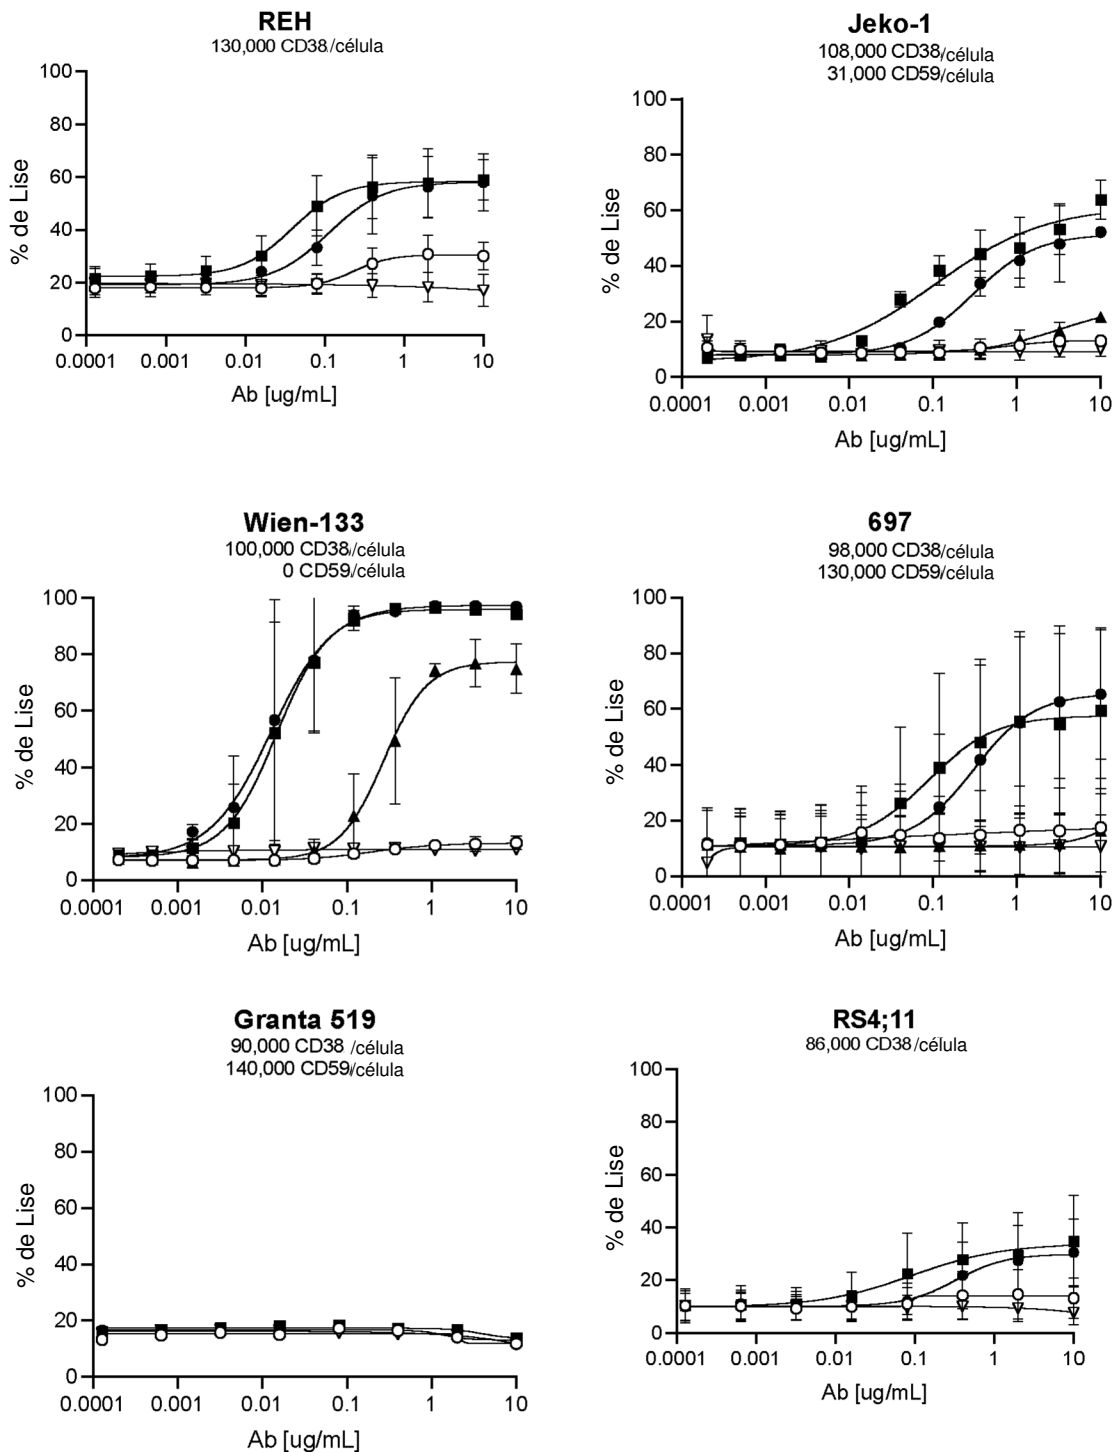 REH
130,000 CD38/célula
100
80
60
40
20
0
% de Lise
0.0001
0.001
0.01
0.1
1
10
Ab [ug/mL]
Jeko-1
108,000 CD38/célula
31,000 CD59/célula
100
80
60
40
20
0
% de Lise
0.0001
0.001
0.01
0.1
1
10
Ab [ug/mL]
Wien-133
100,000 CD38/célula
0 CD59/célula
100
80
60
40
20
0
% de Lise
0.0001
0.001
0.01
0.1
1
10
Ab [ug/mL]
697
98,000 CD38/célula
130,000 CD59/célula
100
80
60
40
20
0
% de Lise
0.0001
0.001
0.01
0.1
1
10
Ab [ug/mL]
Granta 519
90,000 CD38 /célula
140,000 CD59/célula
100
80
60
40
20
0
% de Lise
0.0001
0.001
0.01
0.1
1
10
Ab [ug/mL]
RS4;11
86,000 CD38/célula
100
80
60
40
20
0
% de Lise
0.0001
0.001
0.01
0.1
1
10
Ab [ug/mL]